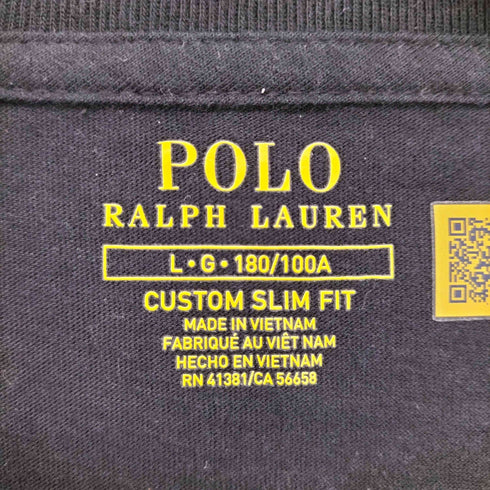 POLO
RALPH LAUREN
L•G•180/100A
CUSTOM SLIM FIT
MADE IN VIETNAM
FABRIQUÉ AU VIÊT NAM
HECHO EN VIETNAM
RN 41381/CA 56658